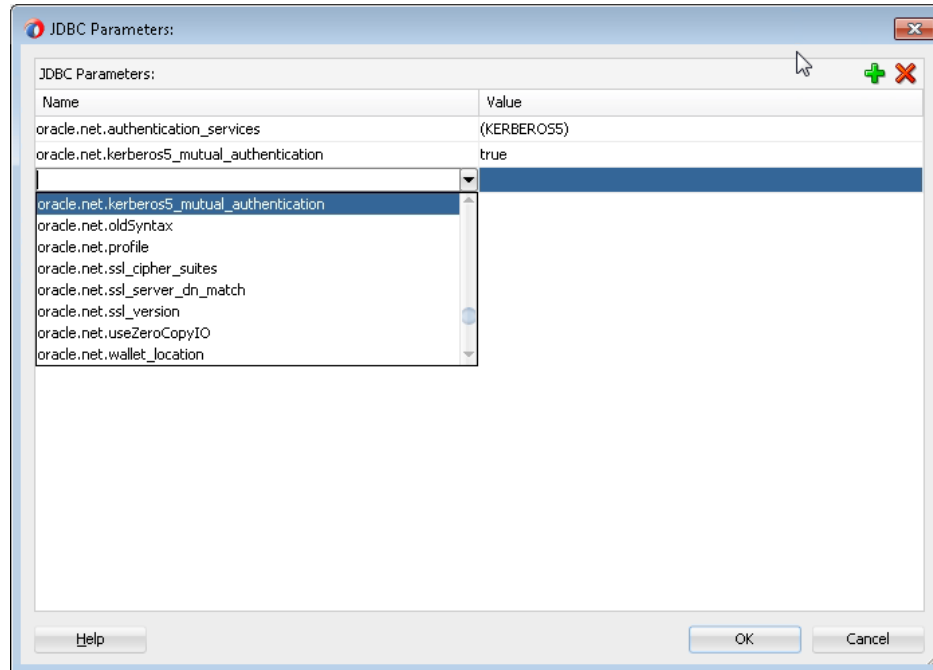 JDBC Parameters:
JDBC Parameters:
Name Value
oracle.net.authentication_services (KERBEROS5)
oracle.net.kerberos5_mutual_authentication true
oracle.net.kerberos5_mutual_authentication
oracle.net.oldSyntax
oracle.net.profile
oracle.net.ssl_cipher_suites
oracle.net.ssl_server_dn_match
oracle.net.ssl_version
oracle.net.useZeroCopyIO
oracle.net.wallet_location
Help OK Cancel